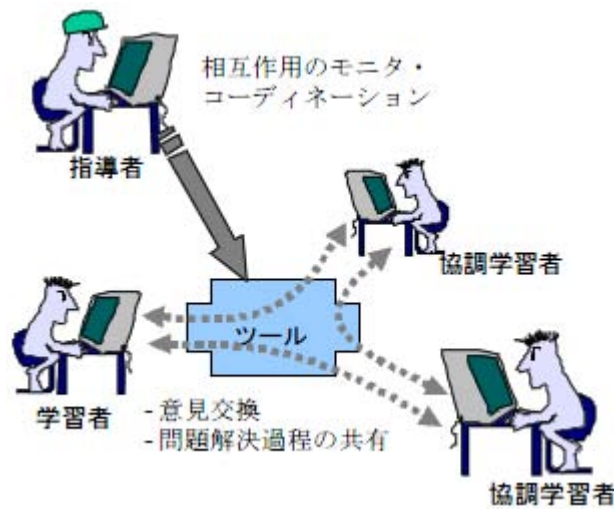 相互作用のモニタ・
コーディネーション
指導者
協調学習者
ツール
学習者
- 意見交換
- 問題解決過程の共有
協調学習者